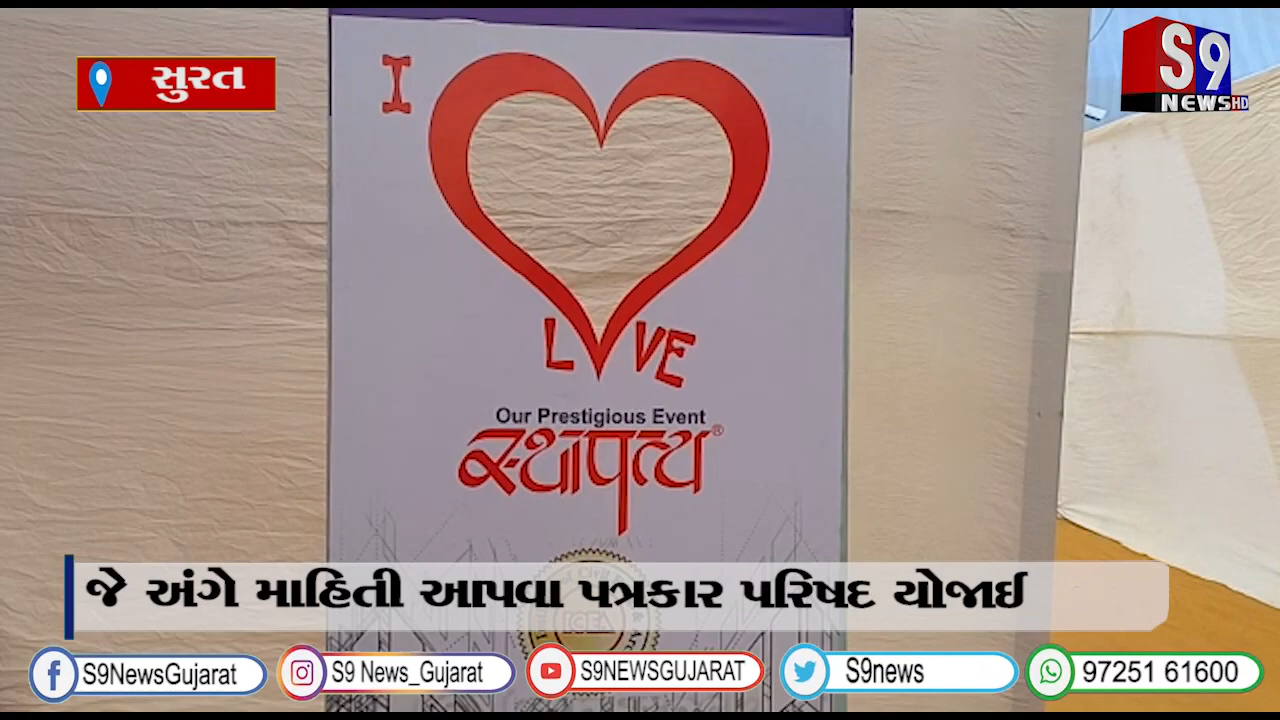 સુરત
S9
NEWS HD
I
LOVE
Our Prestigious Event
स्थापत्य®
જે અંગે માહિતી આપવા પત્રકાર પરિષદ યોજાઈ
S9NewsGujarat
S9 News_Gujarat
S9NEWSGUJARAT
S9news
97251 61600